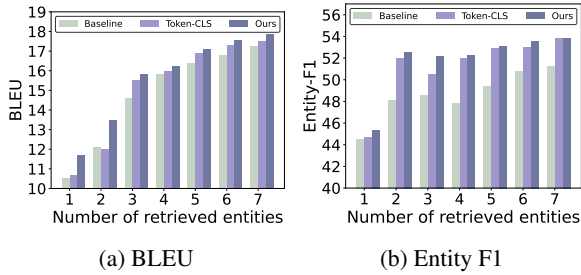 Baseline Token-CLS Ours
19
18
17
16
15
14
13
12
11
10
BLEU
1 2 3 4 5 6 7
Number of retrieved entities
(a) BLEU
Baseline Token-CLS Ours
56
54
52
50
48
46
44
42
40
Entity-F1
1 2 3 4 5 6 7
Number of retrieved entities
(b) Entity F1